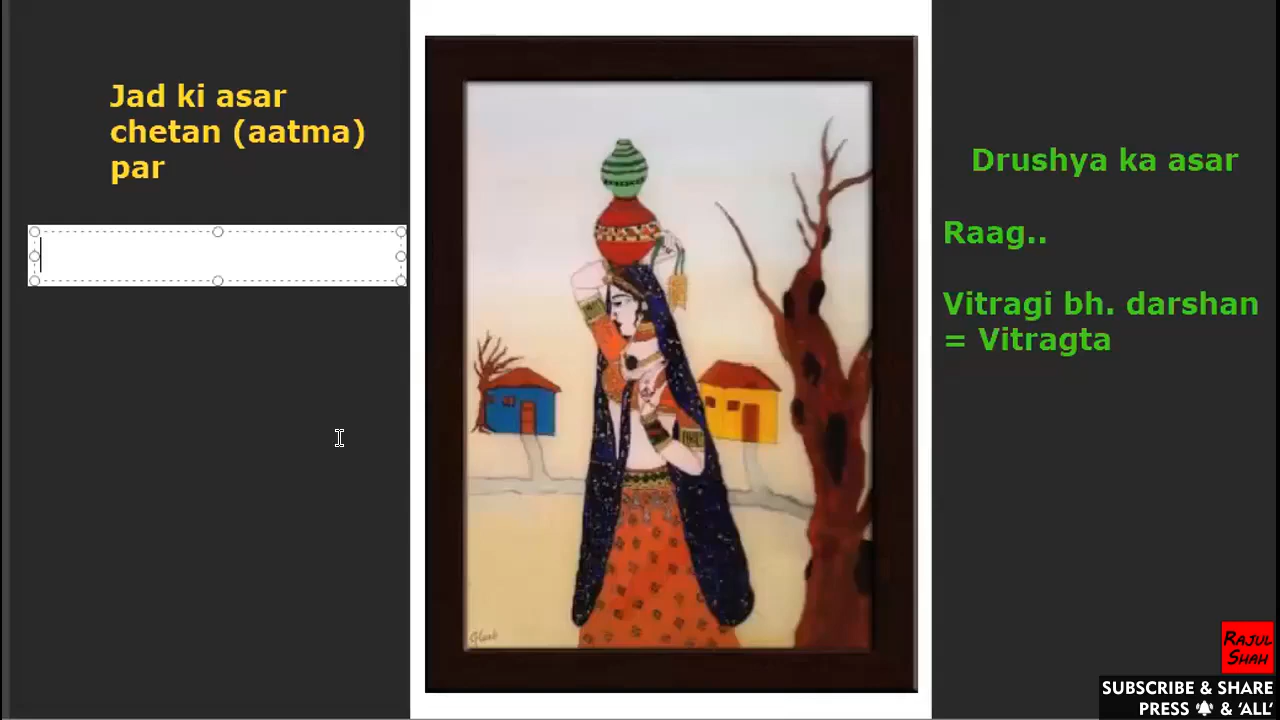 Jad ki asar
chetan (aatma)
par
Drushya ka asar
Raag..
Vitragi bh. darshan
= Vitragta
RAJUL
SHAH
SUBSCRIBE & SHARE
PRESS & 'ALL'